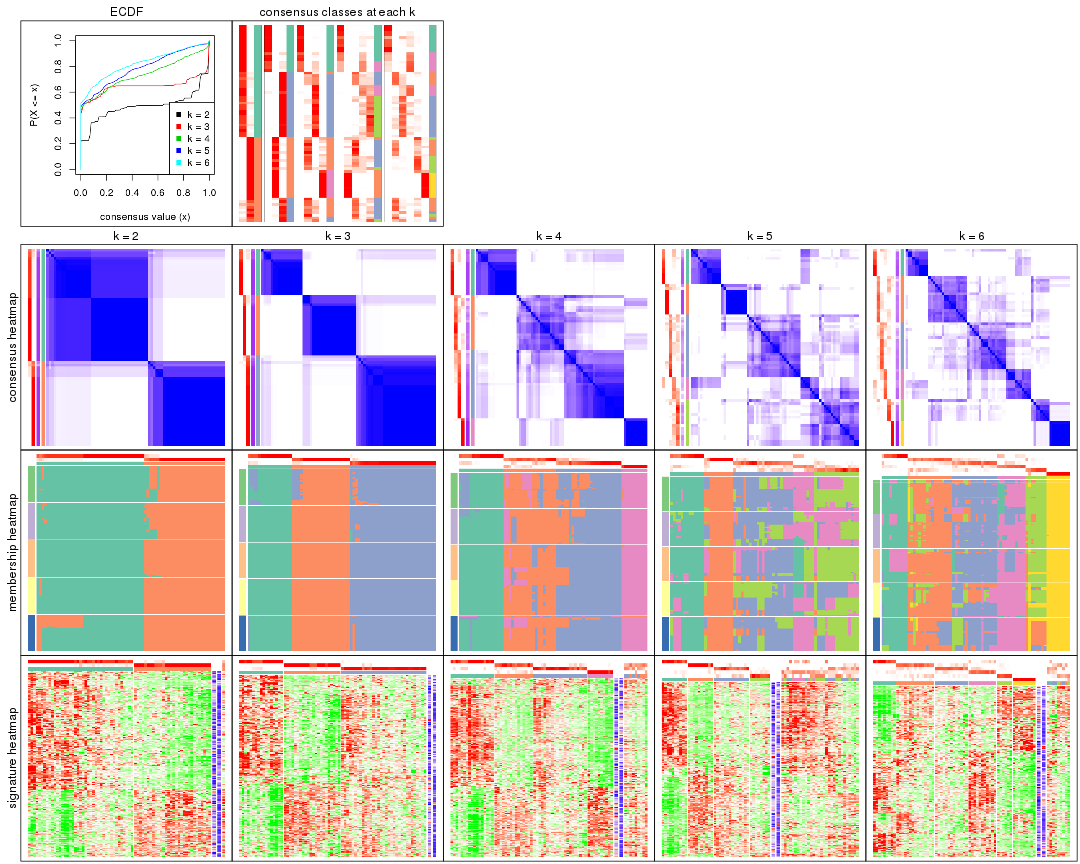 ECDF
consensus classes at each k
P(X <= x)
0.0
0.2
0.4
0.6
0.8
1.0
k = 2
k = 3
k = 4
k = 5
k = 6
0.0
0.2
0.4
0.6
0.8
1.0
consensus value (x)
k = 2
k = 3
k = 4
k = 5
k = 6
consensus heatmap
membership heatmap
signature heatmap